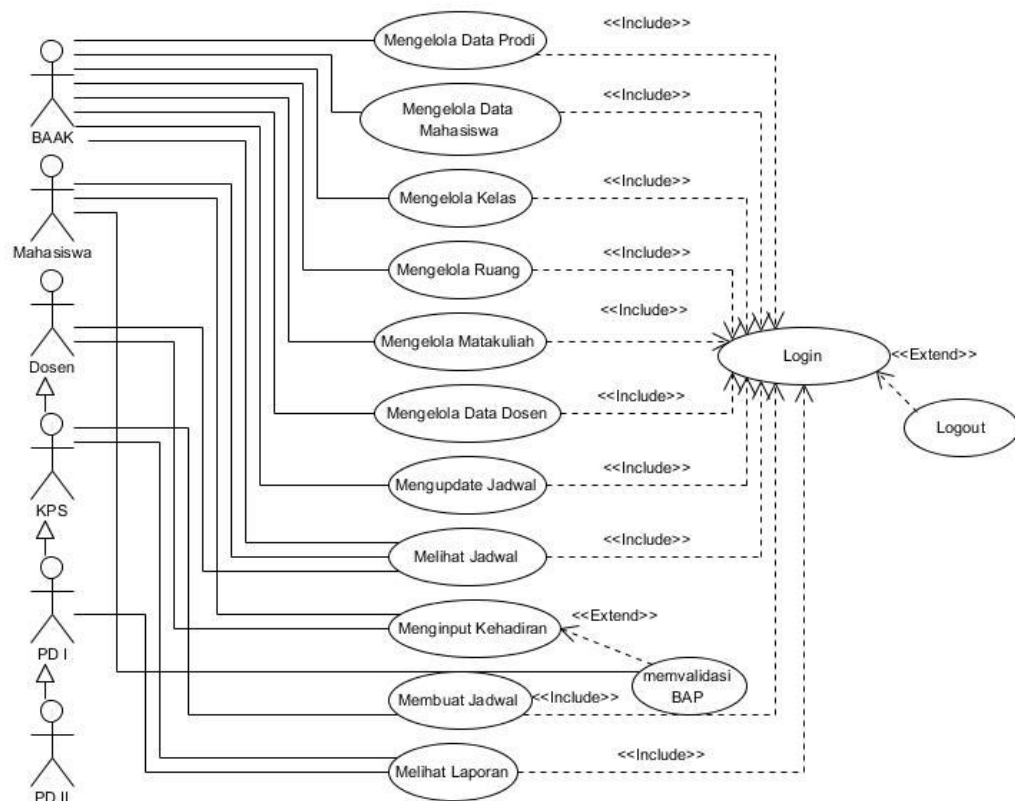 Mengelola Data Prodi
<<Include>>
BAAK
Mengelola Data
Mahasiswa
<<Include>>
Mengelola Kelas
<<Include>>
Mahasiswa
Mengelola Ruang
<<Include>>
Mengelola Matakuliah
<<Include>>
Login
<<Extend>>
Dosen
Mengelola Data Dosen
<<Include>>
Logout
Mengupdate Jadwal
<<Include>>
KPS
Melihat Jadwal
<<Include>>
Menginput Kehadiran
<<Extend>>
PD I
memvalidasi
BAP
Membuat Jadwal
<<Include>>
Melihat Laporan
<<Include>>
PD II